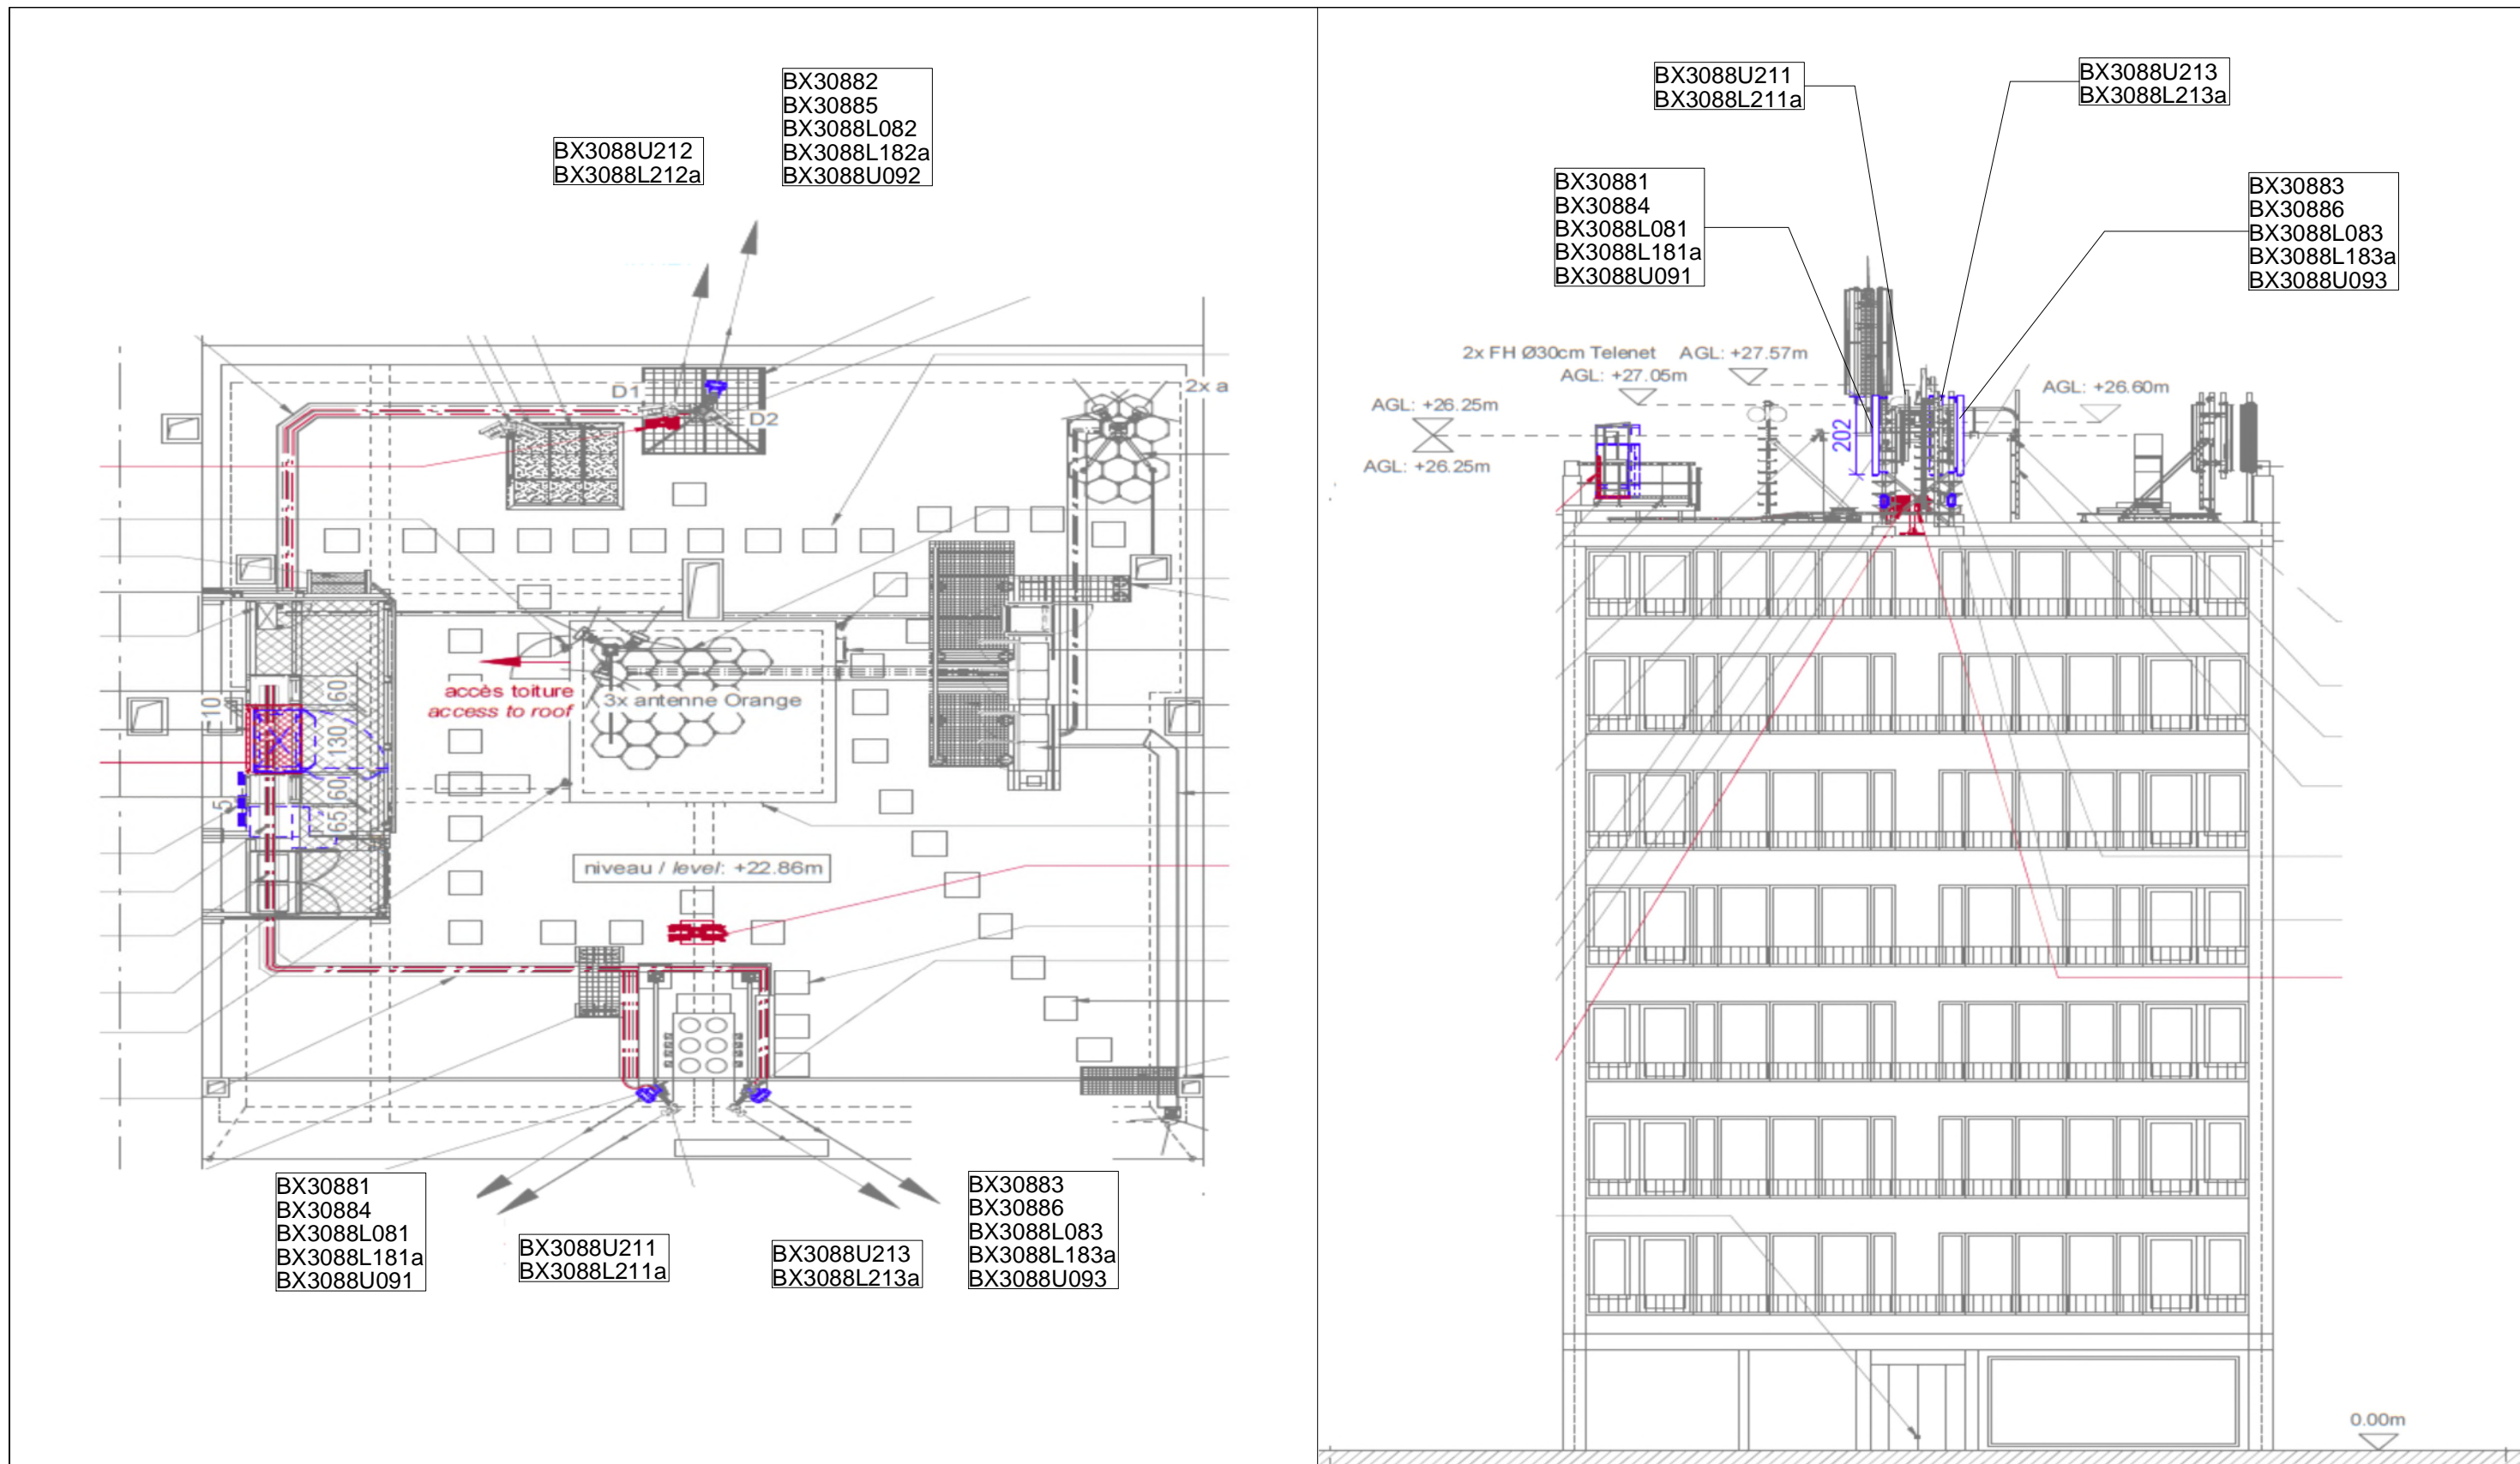 BX30882
BX30885
BX3088L082
BX3088L182a
BX3088U092
BX3088U212
BX3088L212a
D1
D2
2x a
accès toiture
access to roof
3x antenne Orange
10
60
130
60
65
5
niveau / level: +22.86m
BX30881
BX30884
BX3088L081
BX3088L181a
BX3088U091
BX3088U211
BX3088L211a
BX3088U213
BX3088L213a
BX30883
BX30886
BX3088L083
BX3088L183a
BX3088U093
BX3088U211
BX3088L211a
BX3088U213
BX3088L213a
BX30881
BX30884
BX3088L081
BX3088L181a
BX3088U091
BX30883
BX30886
BX3088L083
BX3088L183a
BX3088U093
2x FH Ø30cm Telenet AGL: +27.57m
AGL: +27.05m
AGL: +26.25m
AGL: +26.25m
AGL: +26.60m
202
0.00m